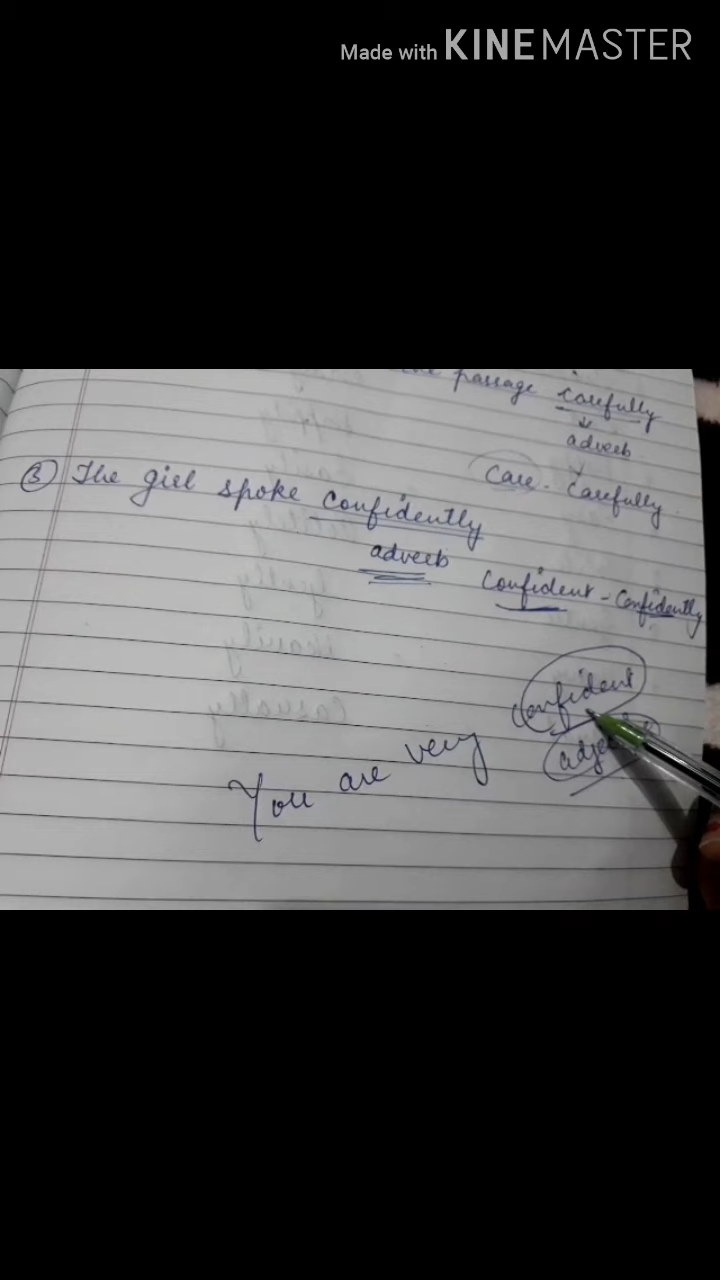 Made with KINEMASTER
passage carefully
adverb
Care - Carefully
③ The girl spoke Confidently
adverb
Confident - Confidently
You are very Confident